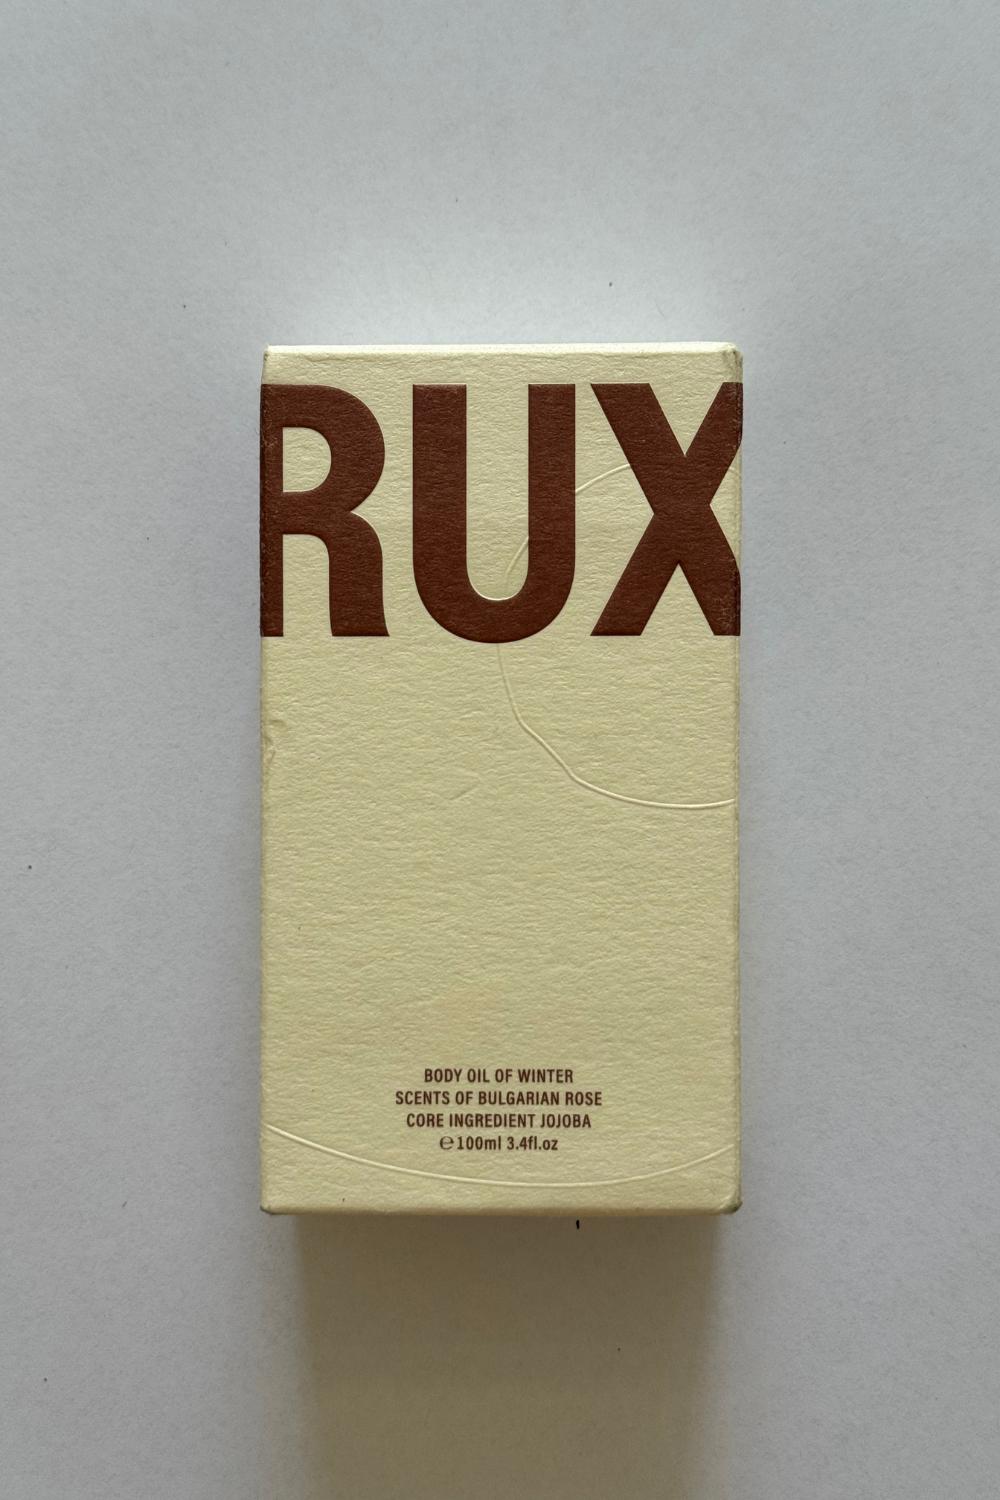 RUX
BODY OIL OF WINTER
SCENTS OF BULGARIAN ROSE
CORE INGREDIENT JOJOBA
℮100ml 3.4fl.oz